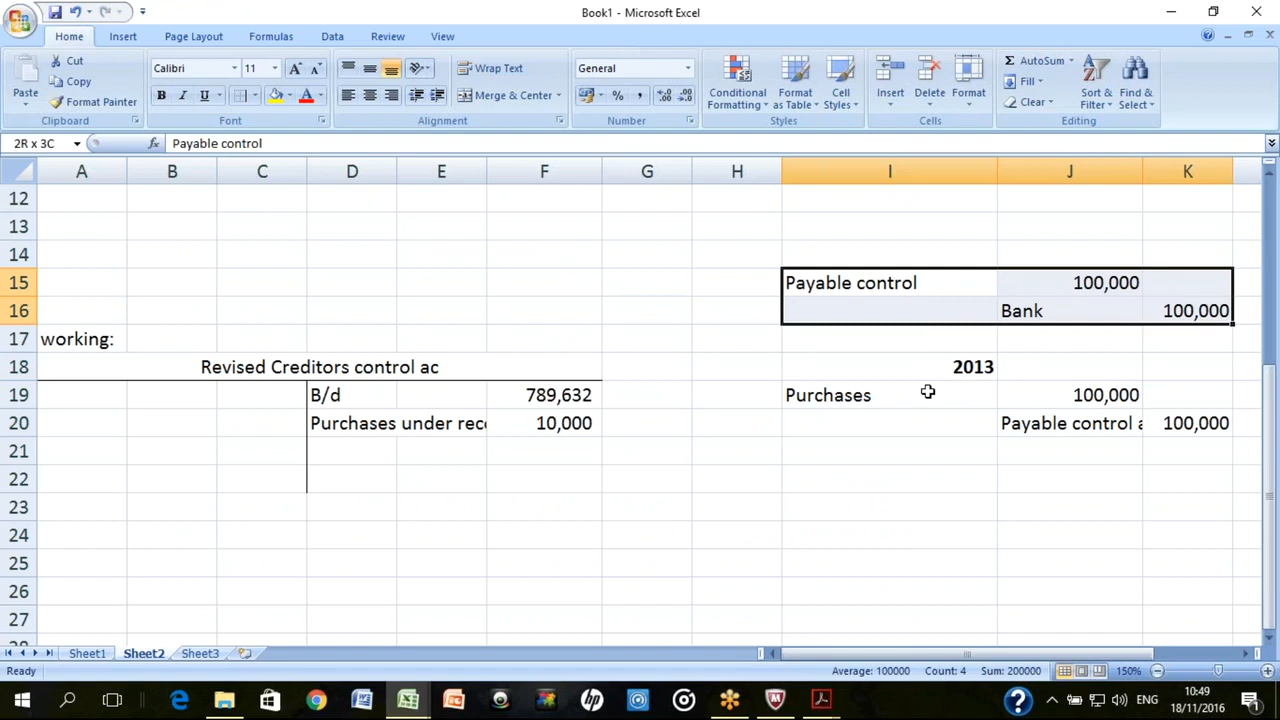 Book1 - Microsoft Excel
Home Insert Page Layout Formulas Data Review View
Paste
Cut
Copy
Format Painter
Clipboard
Calibri 11
B I U
Font
Wrap Text
Merge & Center
Alignment
General
Number
Conditional Formatting
Format as Table
Cell Styles
Styles
Insert Delete Format
Cells
AutoSum
Fill
Clear
Sort & Filter
Find & Select
Editing
2R x 3C fx Payable control
A B C D E F G H I J K
12
13
14
15 Payable control 100,000
16 Bank 100,000
17 working:
18 Revised Creditors control ac 2013
19 B/d 789,632 Purchases 100,000
20 Purchases under rec 10,000 Payable control a 100,000
21
22
23
24
25
26
27
Sheet1 Sheet2 Sheet3
Ready Average: 100000 Count: 4 Sum: 200000 150%
ENG 10:49
18/11/2016